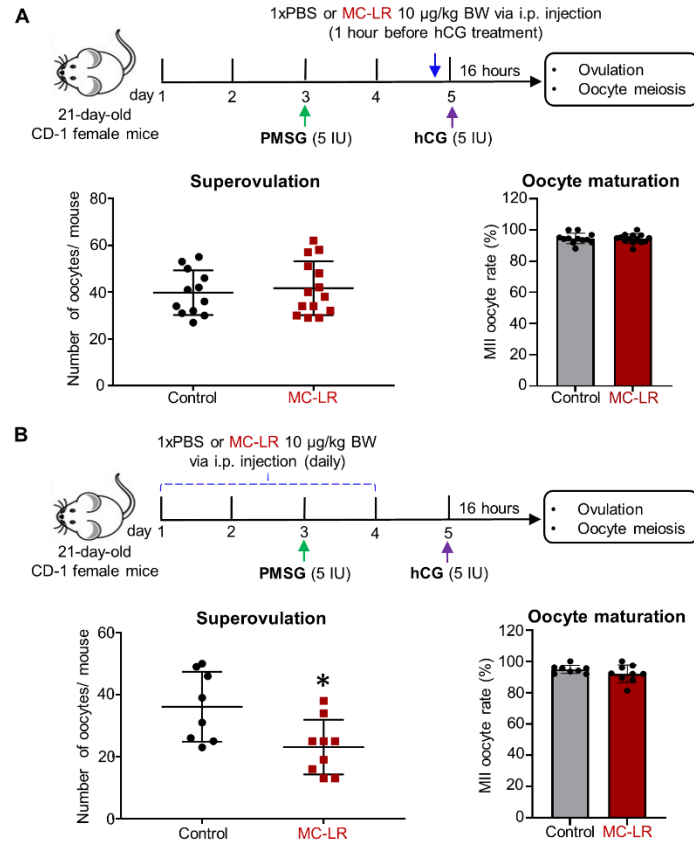 A
1xPBS or MC-LR 10 µg/kg BW via i.p. injection
(1 hour before hCG treatment)
16 hours
• Ovulation
• Oocyte meiosis
day 1 2 3 4 5
21-day-old
CD-1 female mice
PMSG (5 IU)
hCG (5 IU)
Superovulation
Number of oocytes/ mouse
80
60
40
20
0
Control
MC-LR
Oocyte maturation
MII oocyte rate (%)
120
100
80
60
40
20
0
Control
MC-LR
B
1xPBS or MC-LR 10 µg/kg BW
via i.p. injection (daily)
16 hours
• Ovulation
• Oocyte meiosis
day 1 2 3 4 5
21-day-old
CD-1 female mice
PMSG (5 IU)
hCG (5 IU)
Superovulation
Number of oocytes/ mouse
60
40
20
0
*
Control
MC-LR
Oocyte maturation
MII oocyte rate (%)
120
100
80
60
40
20
0
Control
MC-LR